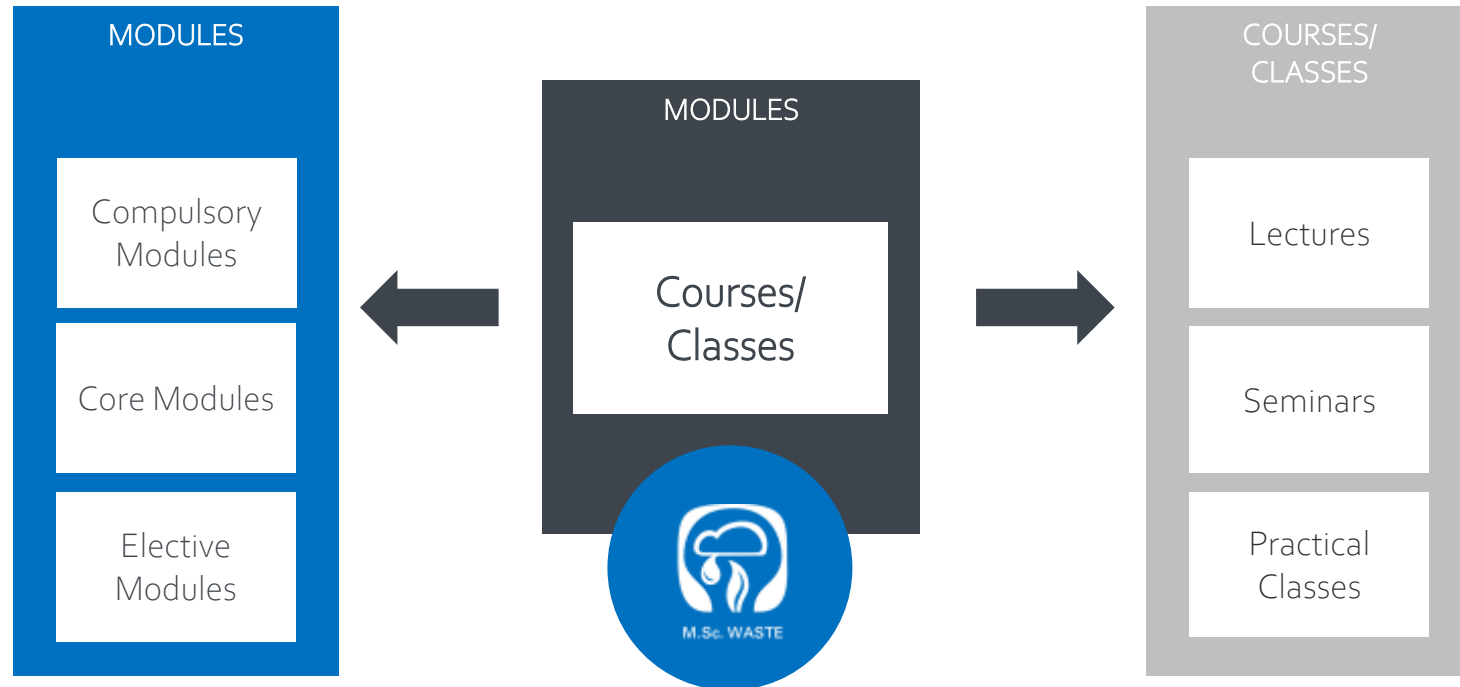 MODULES
Compulsory
Modules
Core Modules
Elective
Modules
MODULES
Courses/
Classes
M.Sc. WASTE
COURSES/
CLASSES
Lectures
Seminars
Practical
Classes